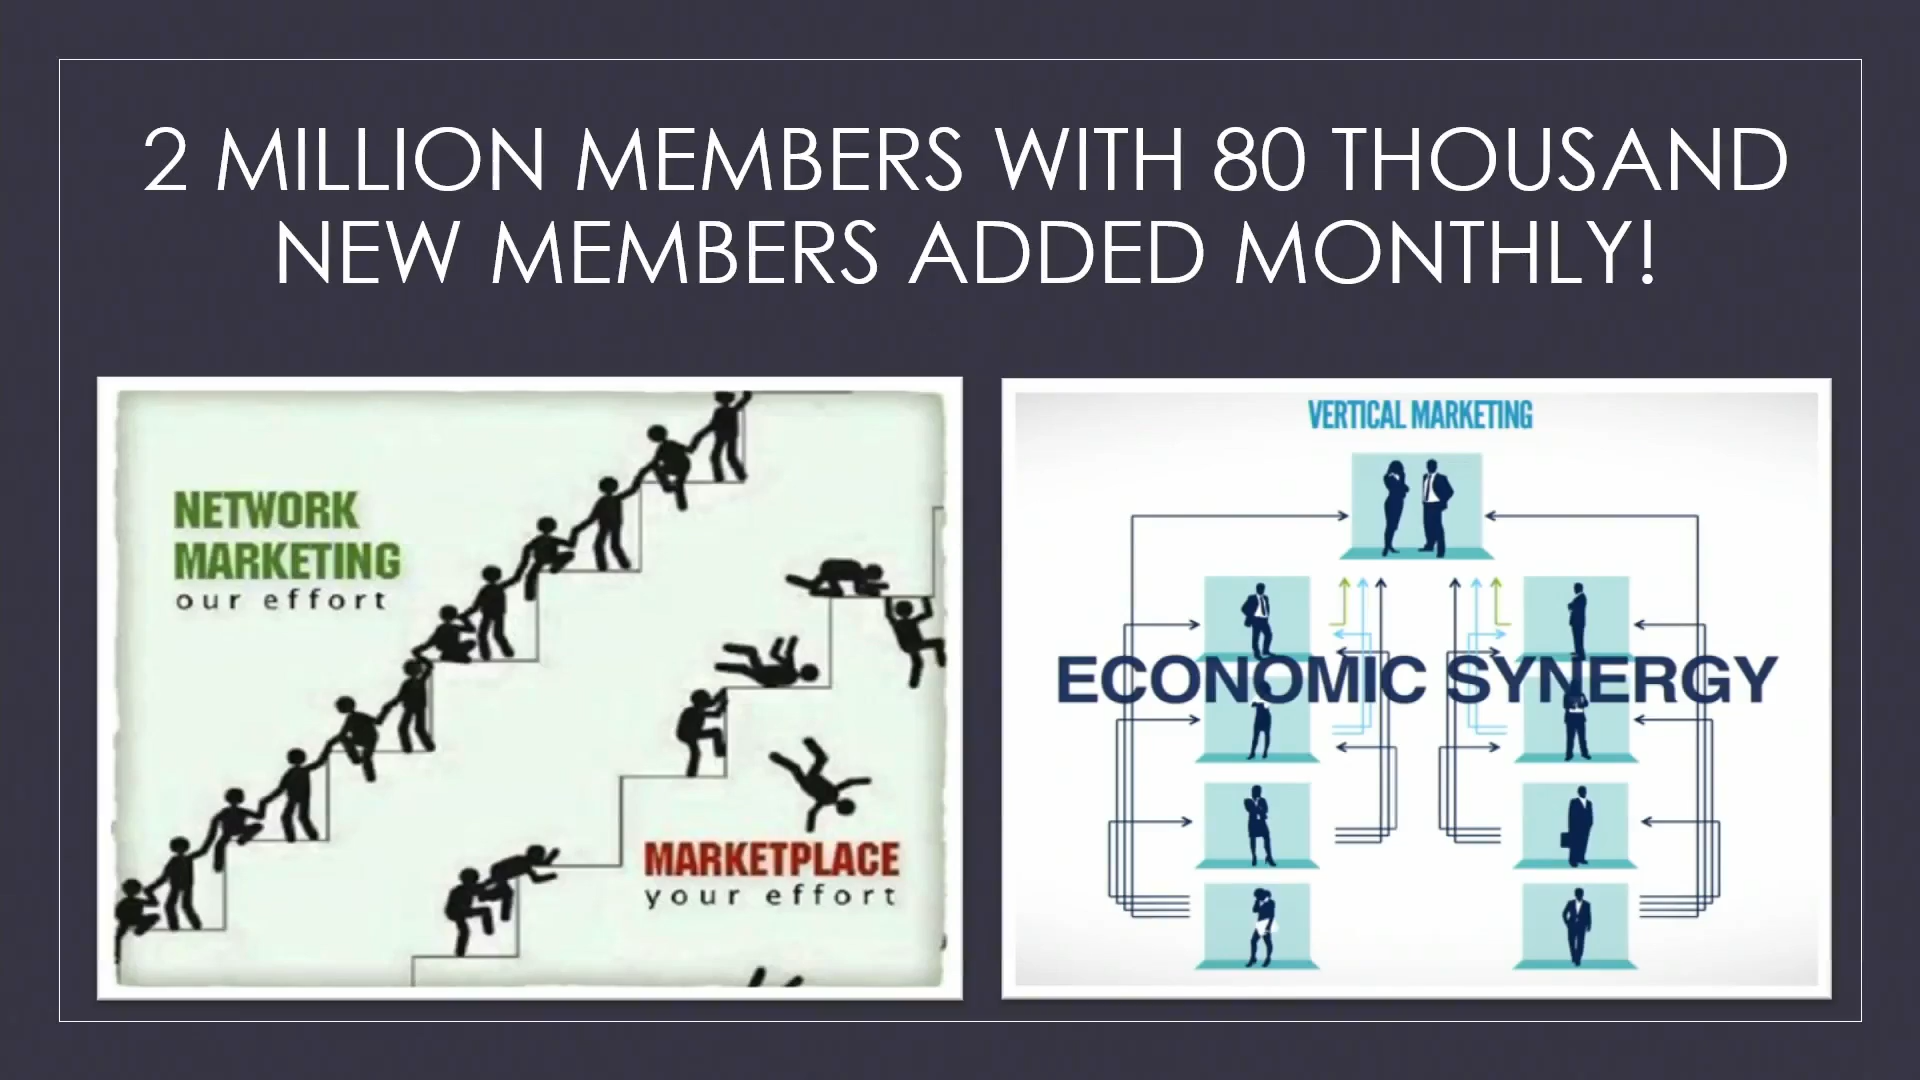 2 MILLION MEMBERS WITH 80 THOUSAND
NEW MEMBERS ADDED MONTHLY!
NETWORK
MARKETING
our effort
MARKETPLACE
your effort
VERTICAL MARKETING
ECONOMIC SYNERGY